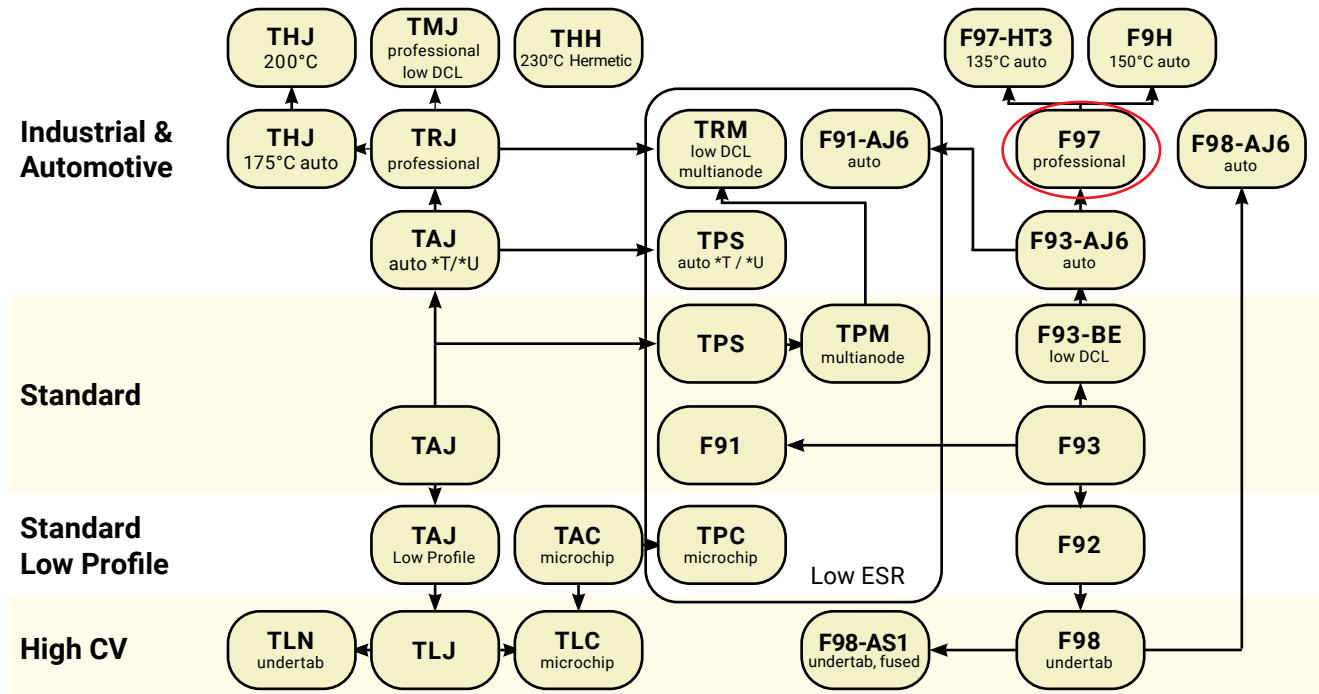 THJ
200°C
TMJ
professional
low DCL
THH
230°C Hermetic
F97-HT3
135°C auto
F9H
150°C auto
Industrial &
Automotive
THJ
175°C auto
TRJ
professional
TRM
low DCL
multianode
F91-AJ6
auto
F97
professional
F98-AJ6
auto
TAJ
auto *T/*U
TPS
auto *T / *U
F93-AJ6
auto
Standard
TPS
TPM
multianode
F93-BE
low DCL
TAJ
F91
F93
Standard
Low Profile
TAJ
Low Profile
TAC
microchip
TPC
microchip
F92
Low ESR
High CV
TLN
undertab
TLJ
TLC
microchip
F98-AS1
undertab, fused
F98
undertab